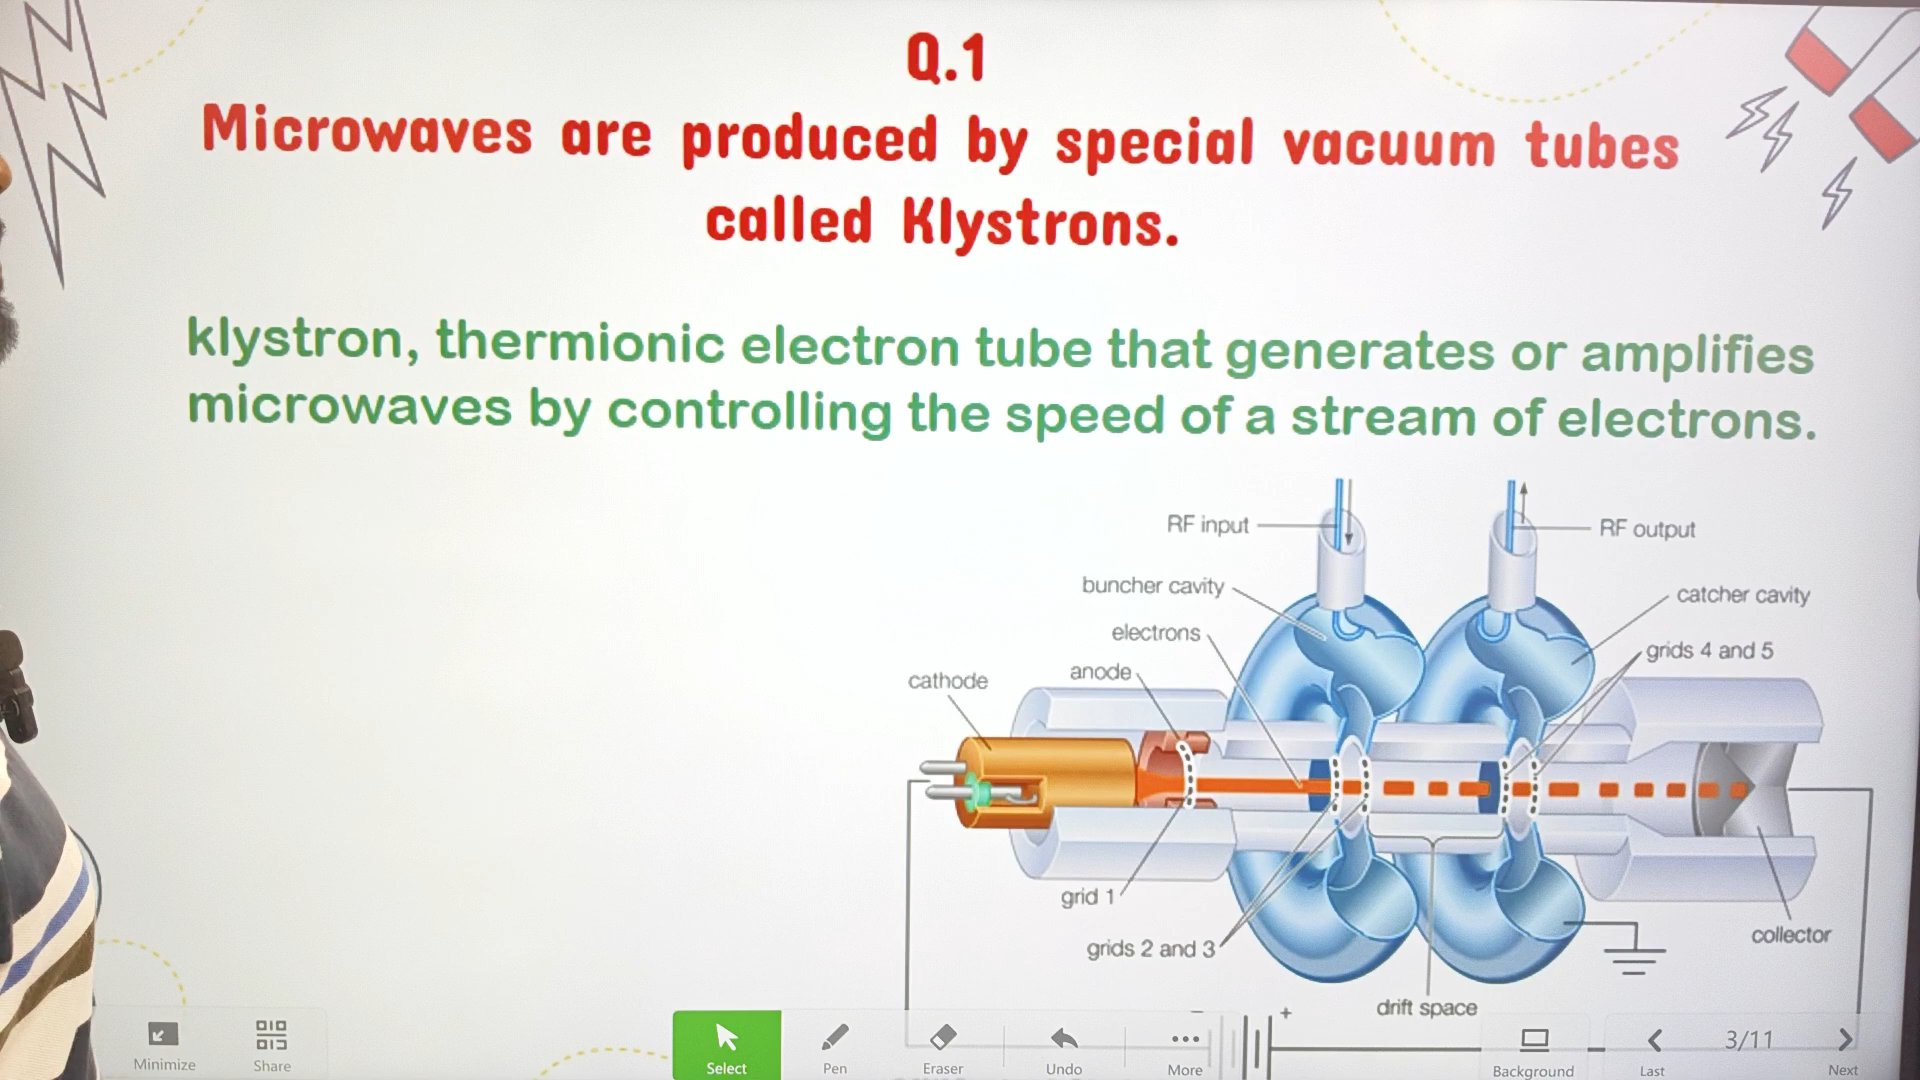 Q.1
Microwaves are produced by special vacuum tubes
called Klystrons.
klystron, thermionic electron tube that generates or amplifies
microwaves by controlling the speed of a stream of electrons.
RF input
RF output
buncher cavity
catcher cavity
electrons
grids 4 and 5
anode
cathode
grid 1
collector
grids 2 and 3
drift space
+
Minimize
Share
Select
Pen
Eraser
Undo
More
Background
Last
3/11
Next